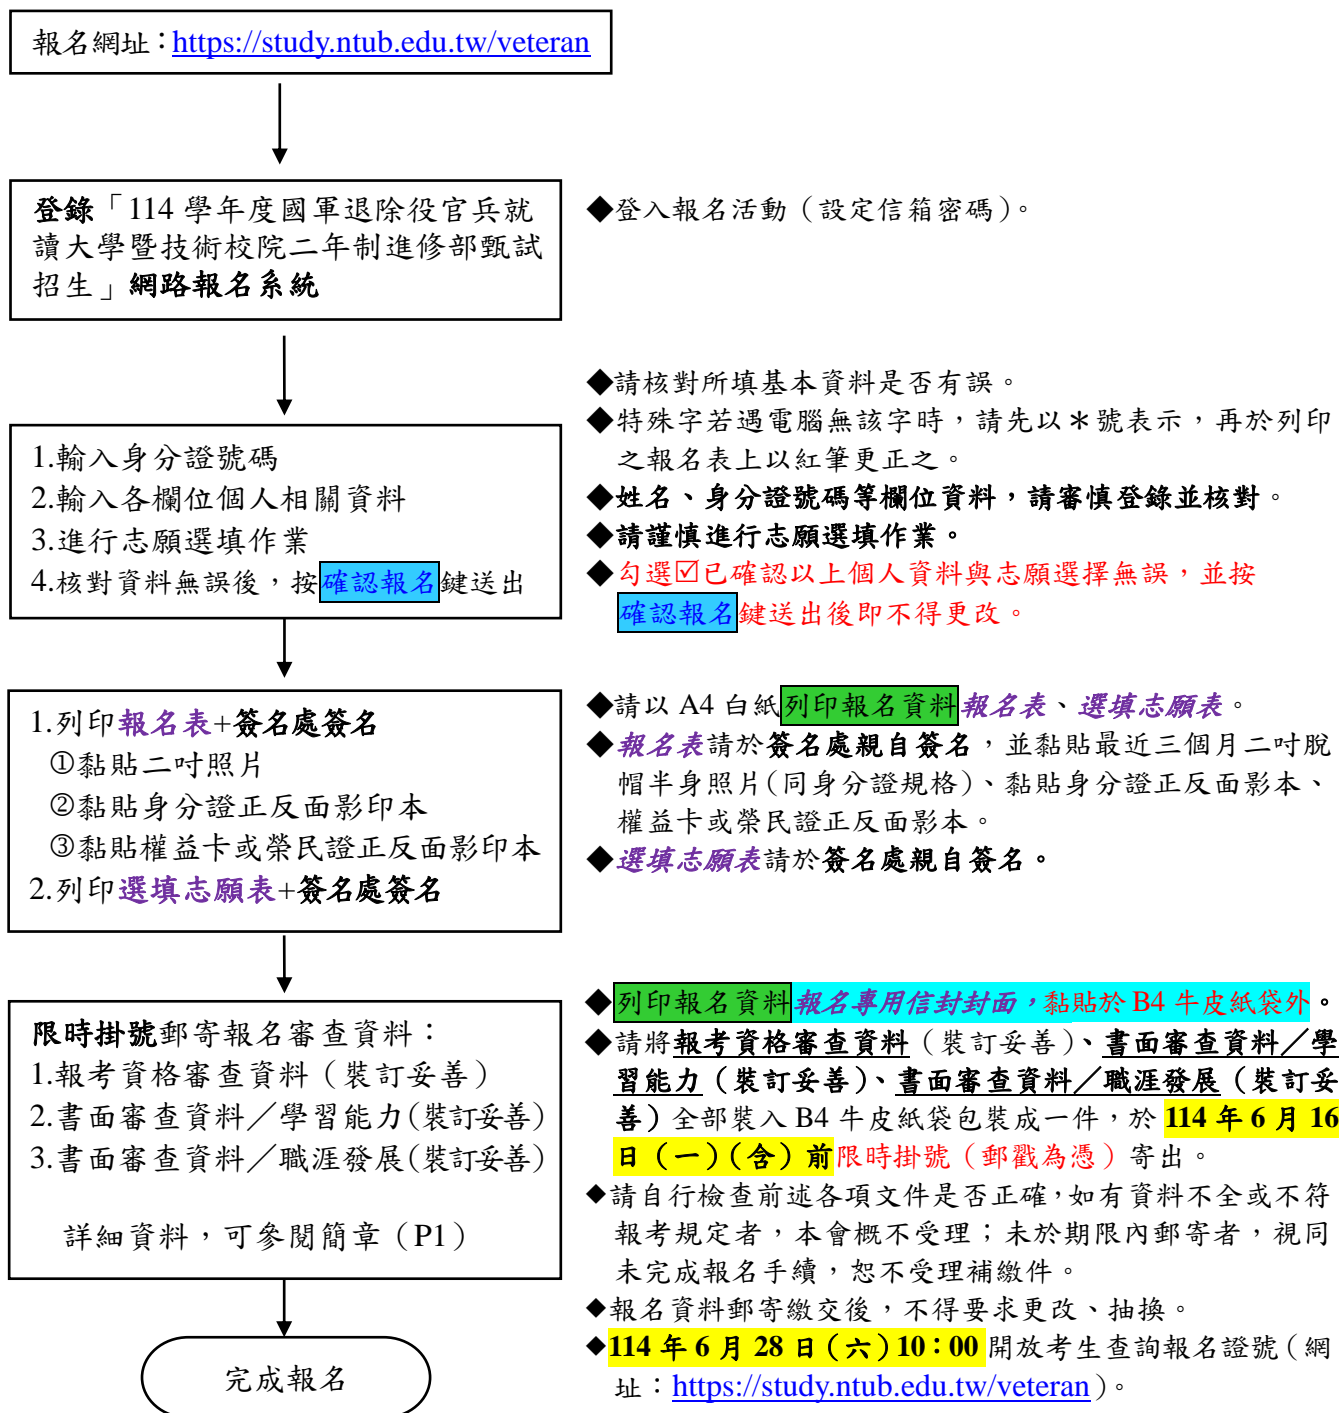 報名網址：https://study.ntub.edu.tw/veteran
登錄「114 學年度國軍退除役官兵就
讀大學暨技術校院二年制進修部甄試
招生」網路報名系統
◆登入報名活動（設定信箱密碼）。
1.輸入身分證號碼
2.輸入各欄位個人相關資料
3.進行志願選填作業
4.核對資料無誤後，按確認報名鍵送出
◆請核對所填基本資料是否有誤。
◆特殊字若遇電腦無該字時，請先以＊號表示，再於列印
之報名表上以紅筆更正之。
◆姓名、身分證號碼等欄位資料，請審慎登錄並核對。
◆請謹慎進行志願選填作業。
◆勾選☑已確認以上個人資料與志願選擇無誤，並按
確認報名鍵送出後即不得更改。
1.列印報名表+簽名處簽名
①黏貼二吋照片
②黏貼身分證正反面影印本
③黏貼權益卡或榮民證正反面影印本
2.列印選填志願表+簽名處簽名
◆請以 A4 白紙列印報名資料報名表、選填志願表。
◆報名表請於簽名處親自簽名，並黏貼最近三個月二吋脫
帽半身照片(同身分證規格)、黏貼身分證正反面影本、
權益卡或榮民證正反面影本。
◆選填志願表請於簽名處親自簽名。
限時掛號郵寄報名審查資料：
1.報考資格審查資料（裝訂妥善）
2.書面審查資料／學習能力(裝訂妥善)
3.書面審查資料／職涯發展(裝訂妥善)
詳細資料，可參閱簡章（P1）
◆列印報名資料報名專用信封封面，黏貼於 B4 牛皮紙袋外。
◆請將報考資格審查資料（裝訂妥善）、書面審查資料／學
習能力（裝訂妥善）、書面審查資料／職涯發展（裝訂妥
善）全部裝入 B4 牛皮紙袋包裝成一件，於 114 年 6 月 16
日（一）（含）前限時掛號（郵戳為憑）寄出。
◆請自行檢查前述各項文件是否正確，如有資料不全或不符
報考規定者，本會概不受理；未於期限內郵寄者，視同
未完成報名手續，恕不受理補繳件。
◆報名資料郵寄繳交後，不得要求更改、抽換。
◆114 年 6 月 28 日（六）10：00 開放考生查詢報名證號（網
址：https://study.ntub.edu.tw/veteran）。
完成報名